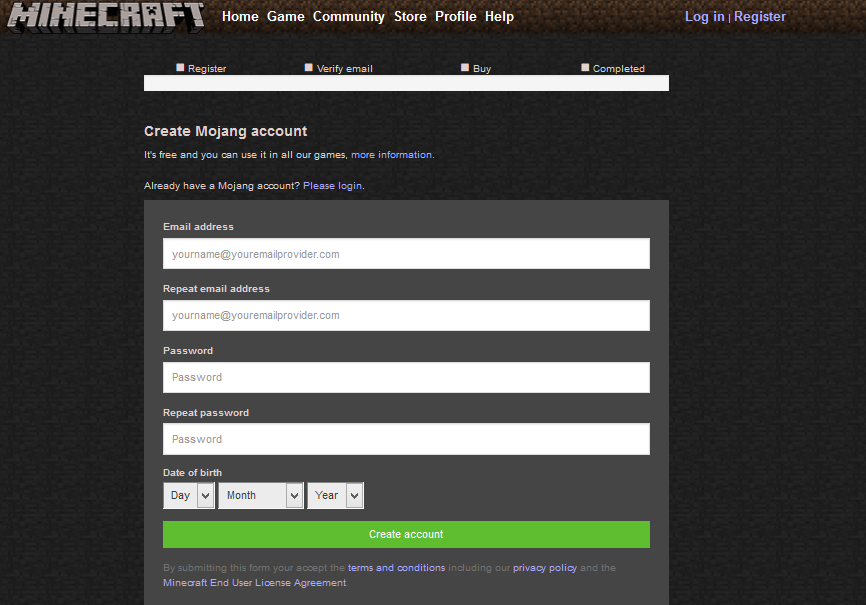 MINECRAFT Home Game Community Store Profile Help Log in | Register
Register Verify email Buy Completed
Create Mojang account
It's free and you can use it in all our games, more information.
Already have a Mojang account? Please login.
Email address
yourname@youremailprovider.com
Repeat email address
yourname@youremailprovider.com
Password
Password
Repeat password
Password
Date of birth
Day Month Year
Create account
By submitting this form your accept the terms and conditions including our privacy policy and the
Minecraft End User License Agreement.